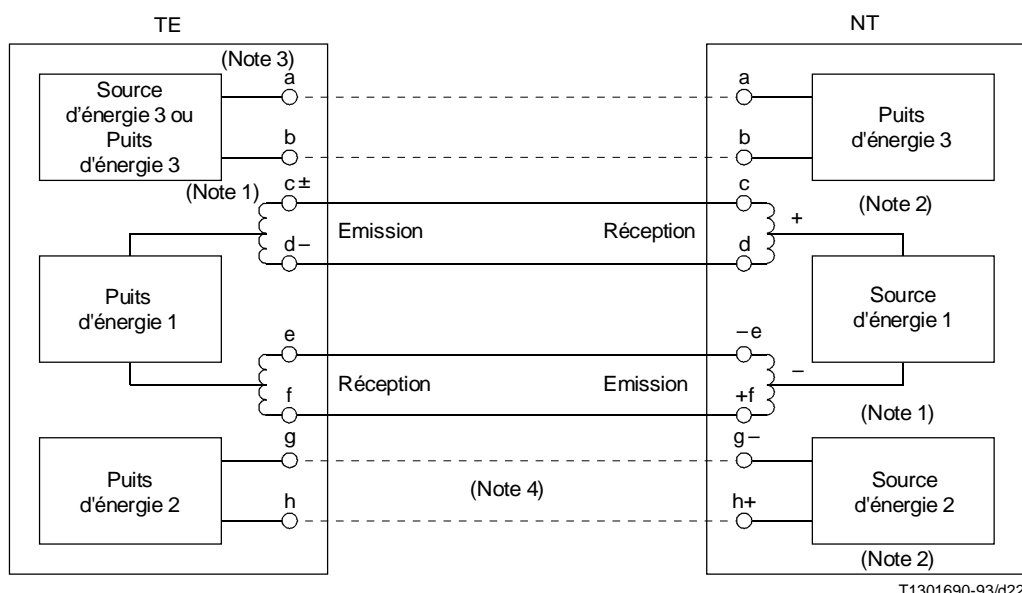 TE
NT
(Note 3)
a
a
Source
d'énergie 3 ou
Puits
d'énergie 3
Puits
d'énergie 3
b
b
(Note 1)
c±
c
(Note 2)
+
Emission
Réception
d–
d
Puits
d'énergie 1
Source
d'énergie 1
e
–e
–
Réception
Emission
f
+f
(Note 1)
g
g–
Puits
d'énergie 2
(Note 4)
Source
d'énergie 2
h
h+
(Note 2)
T1301690-93/d22